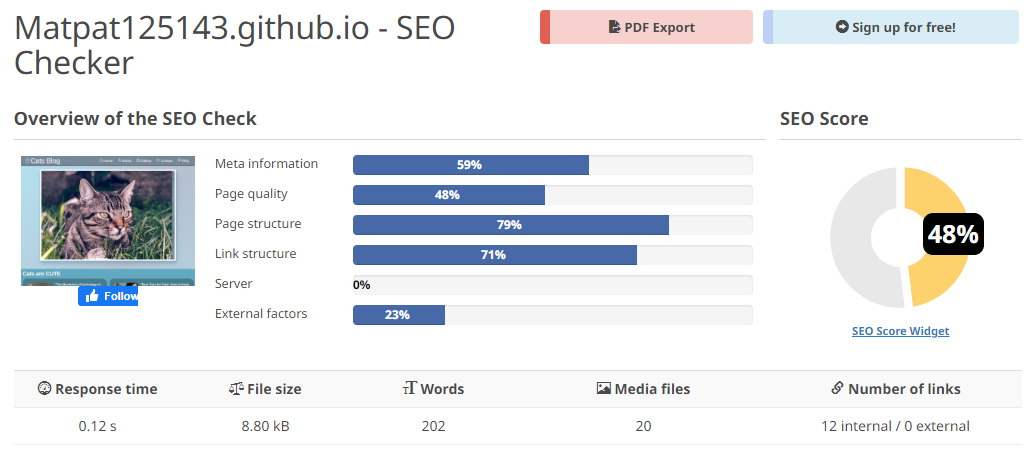 Matpat125143.github.io - SEO
Checker
PDF Export
Sign up for free!
Overview of the SEO Check
SEO Score
Cats Blog
Cats are CUTE
Follow
Meta information 59%
Page quality 48%
Page structure 79%
Link structure 71%
Server 0%
External factors 23%
48%
SEO Score Widget
Response time File size Words Media files Number of links
0.12 s 8.80 kB 202 20 12 internal / 0 external